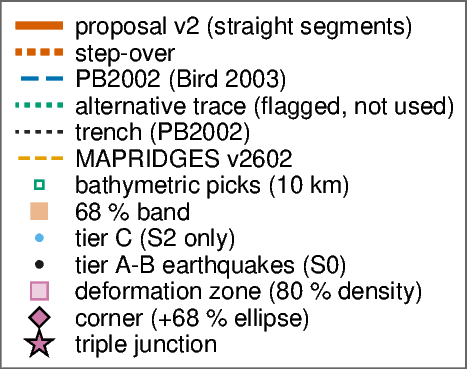 proposal v2 (straight segments)
step-over
PB2002 (Bird 2003)
alternative trace (flagged, not used)
trench (PB2002)
MAPRIDGES v2602
bathymetric picks (10 km)
68 % band
tier C (S2 only)
tier A-B earthquakes (S0)
deformation zone (80 % density)
corner (+68 % ellipse)
triple junction